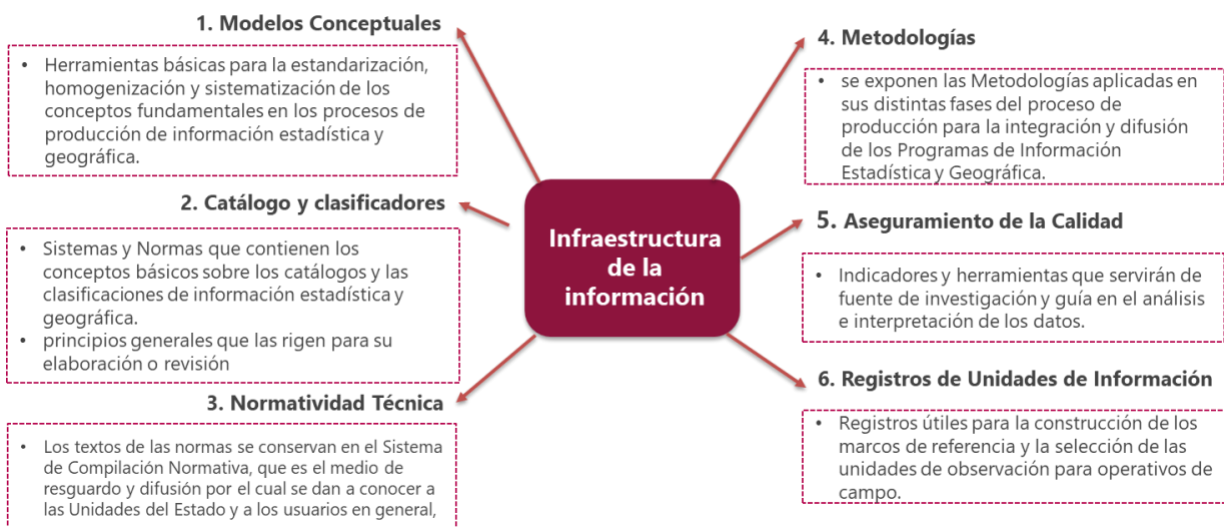 1. Modelos Conceptuales
• Herramientas básicas para la estandarización,
homogenización y sistematización de los
conceptos fundamentales en los procesos de
producción de información estadística y
geográfica.
2. Catálogo y clasificadores
• Sistemas y Normas que contienen los
conceptos básicos sobre los catálogos y las
clasificaciones de información estadística y
geográfica.
• principios generales que las rigen para su
elaboración o revisión
3. Normatividad Técnica
• Los textos de las normas se conservan en el Sistema
de Compilación Normativa, que es el medio de
resguardo y difusión por el cual se dan a conocer a
las Unidades del Estado y a los usuarios en general,
Infraestructura
de la
información
4. Metodologías
• se exponen las Metodologías aplicadas en
sus distintas fases del proceso de
producción para la integración y difusión
de los Programas de Información
Estadística y Geográfica.
5. Aseguramiento de la Calidad
• Indicadores y herramientas que servirán de
fuente de investigación y guía en el análisis
e interpretación de los datos.
6. Registros de Unidades de Información
• Registros útiles para la construcción de los
marcos de referencia y la selección de las
unidades de observación para operativos de
campo.